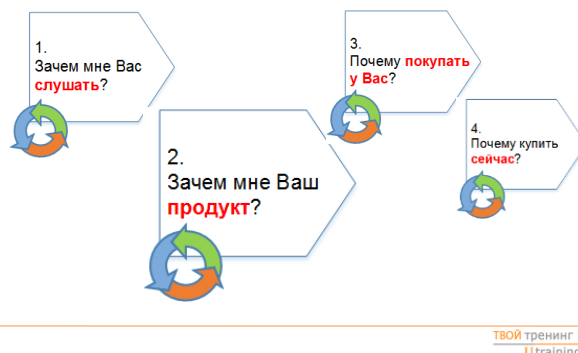 1.
Зачем мне Вас
слушать?
2.
Зачем мне Ваш
продукт?
3.
Почему покупать
у Вас?
4.
Почему купить
сейчас?
ТВОЙ тренинг
Utraining